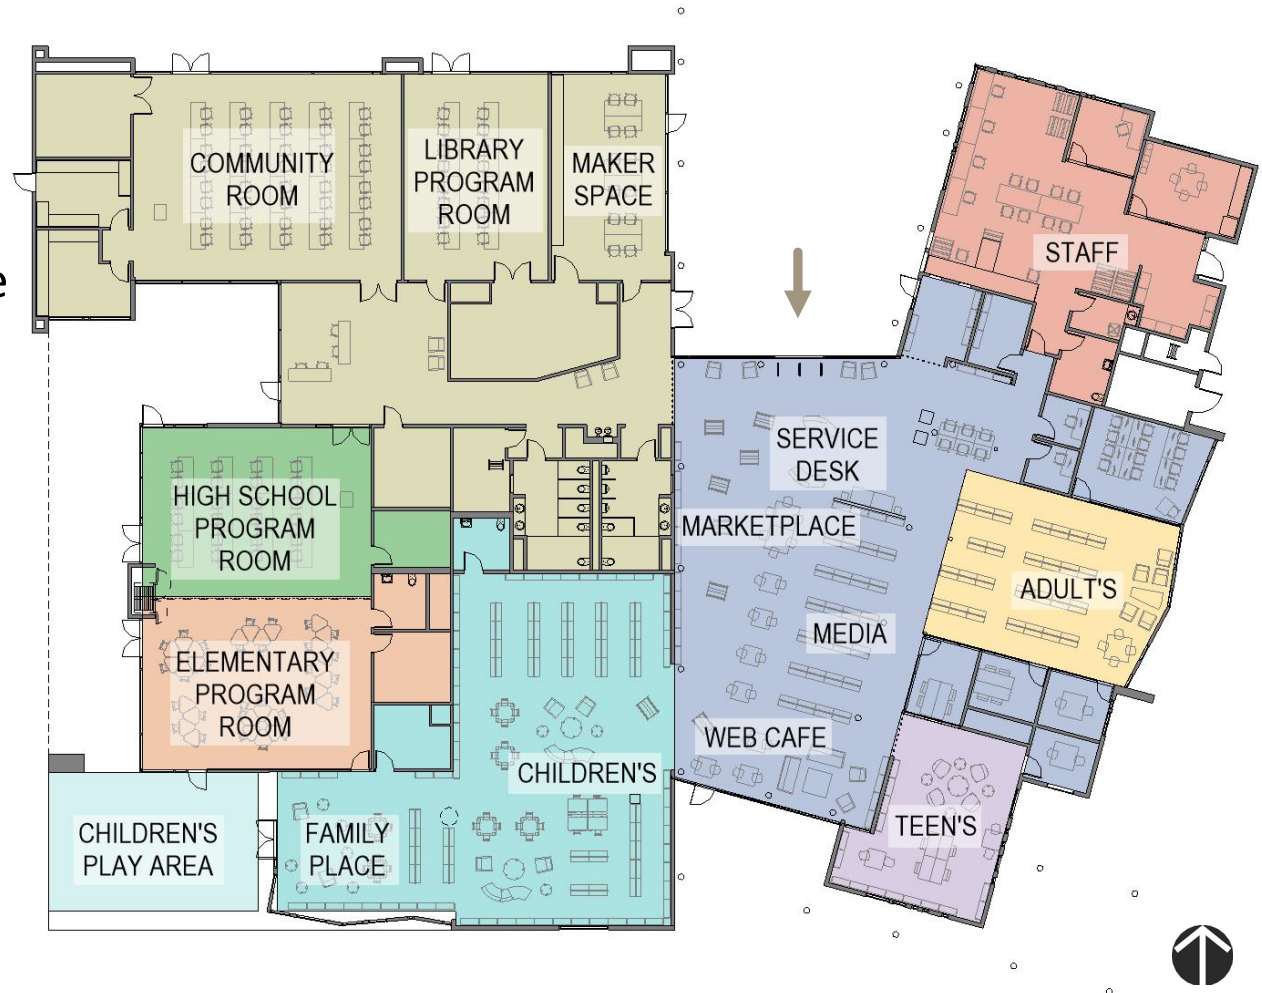 COMMUNITY
ROOM
LIBRARY
PROGRAM
ROOM
MAKER
SPACE
STAFF
e
SERVICE
DESK
HIGH SCHOOL
PROGRAM
ROOM
MARKETPLACE
ADULT'S
MEDIA
ELEMENTARY
PROGRAM
ROOM
WEB CAFE
CHILDREN'S
TEEN'S
CHILDREN'S
PLAY AREA
FAMILY
PLACE